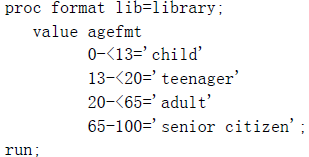 proc format lib=library;
   value agefmt
         0-<13='child'
         13-<20='teenager'
         20-<65='adult'
         65-100='senior citizen';
run;